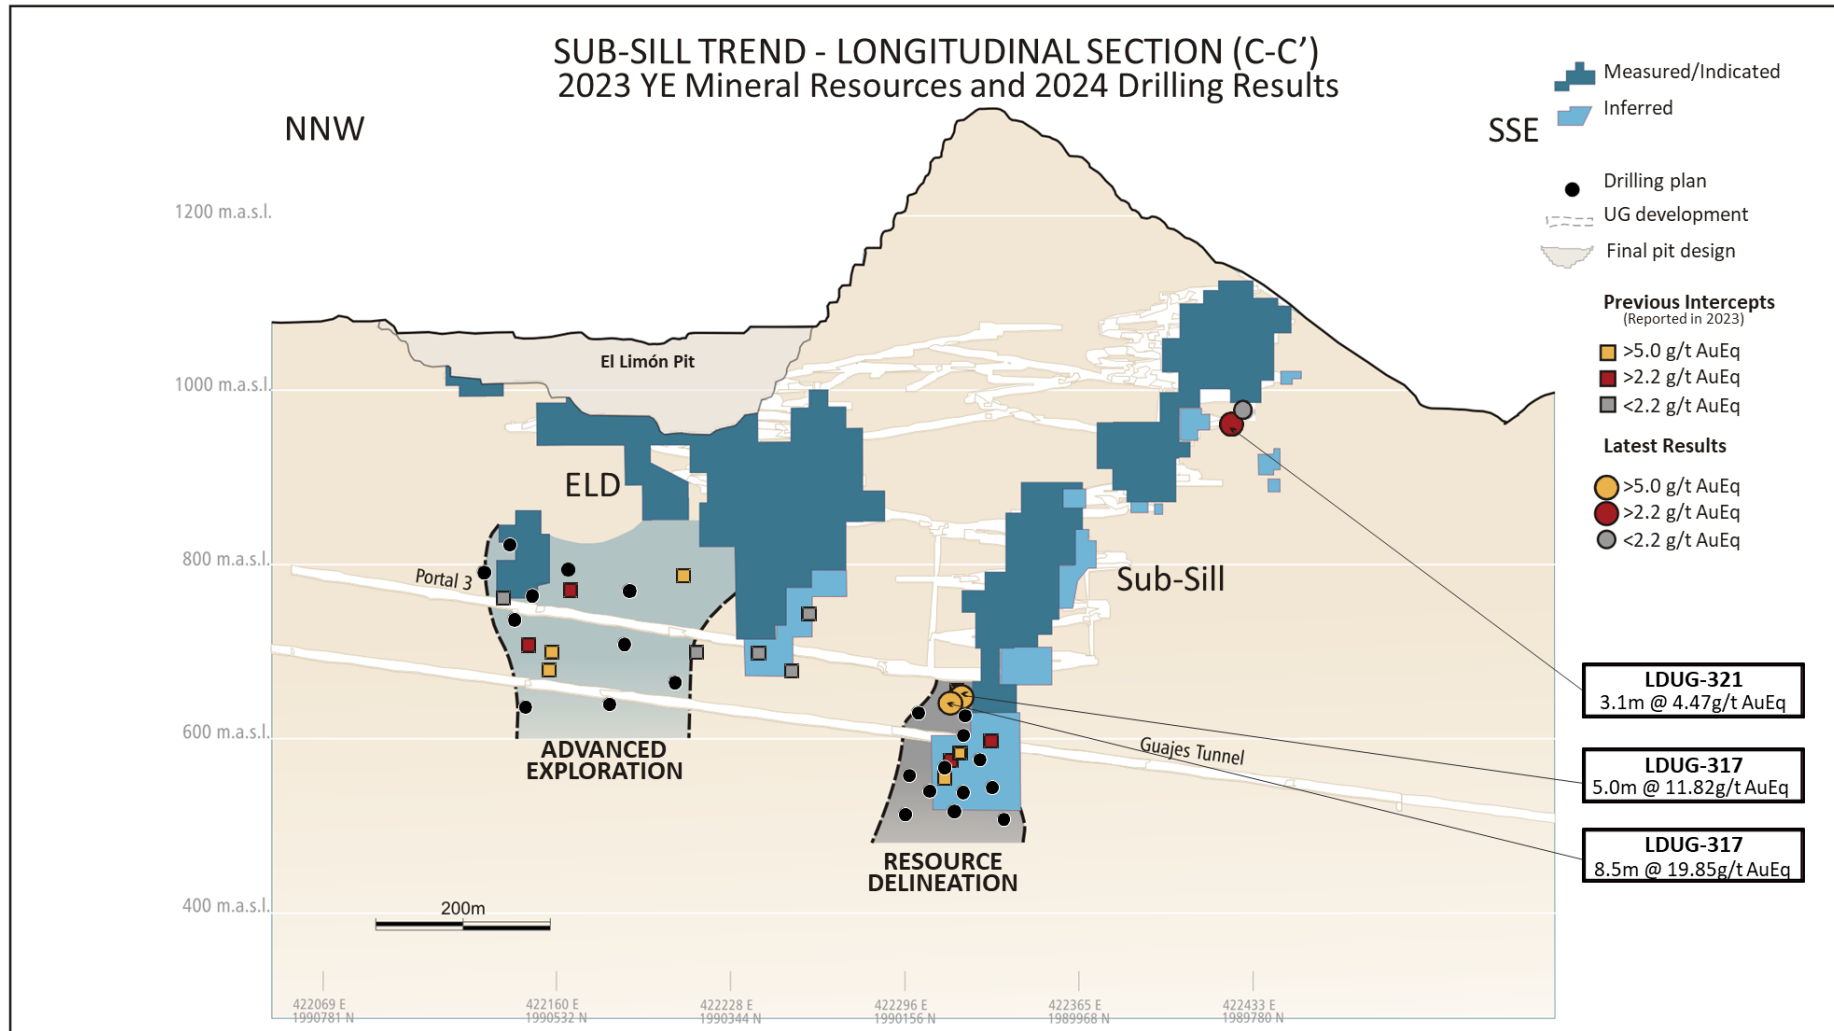 SUB-SILL TREND - LONGITUDINAL SECTION (C-C’)
2023 YE Mineral Resources and 2024 Drilling Results
NNW
SSE
Measured/Indicated
Inferred
Drilling plan
UG development
Final pit design
Previous Intercepts
(Reported in 2023)
>5.0 g/t AuEq
>2.2 g/t AuEq
<2.2 g/t AuEq
Latest Results
>5.0 g/t AuEq
>2.2 g/t AuEq
<2.2 g/t AuEq
1200 m.a.s.l.
1000 m.a.s.l.
800 m.a.s.l.
600 m.a.s.l.
400 m.a.s.l.
El Limón Pit
ELD
Portal 3
Sub-Sill
Guajes Tunnel
ADVANCED
EXPLORATION
RESOURCE
DELINEATION
LDUG-321
3.1m @ 4.47g/t AuEq
LDUG-317
5.0m @ 11.82g/t AuEq
LDUG-317
8.5m @ 19.85g/t AuEq
200m
422069 E
1990781 N
422160 E
1990532 N
422228 E
1990344 N
422296 E
1990156 N
422365 E
1989968 N
422433 E
1989780 N